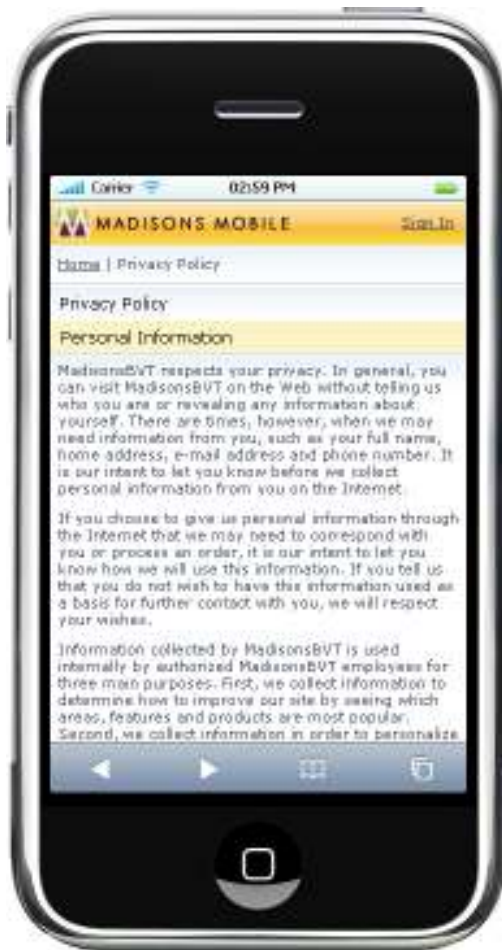 Carrier 02:59 PM
MADISONS MOBILE Sign In
Home | Privacy Policy
Privacy Policy
Personal Information
MadisonsBVT respects your privacy. In general, you
can visit MadisonsBVT on the Web without telling us
who you are or revealing any information about
yourself. There are times, however, when we may
need information from you, such as your full name,
home address, e-mail address and phone number. It
is our intent to let you know before we collect
personal information from you on the Internet.
If you choose to give us personal information through
the Internet that we may need to correspond with
you or process an order, it is our intent to let you
know how we will use this information. If you tell us
that you do not wish to have this information used as
a basis for further contact with you, we will respect
your wishes.
Information collected by MadisonsBVT is used
internally by authorized MadisonsBVT employees for
three main purposes. First, we collect information to
determine how to improve our site by seeing which
areas, features and products are most popular.
Second, we collect information in order to personalize